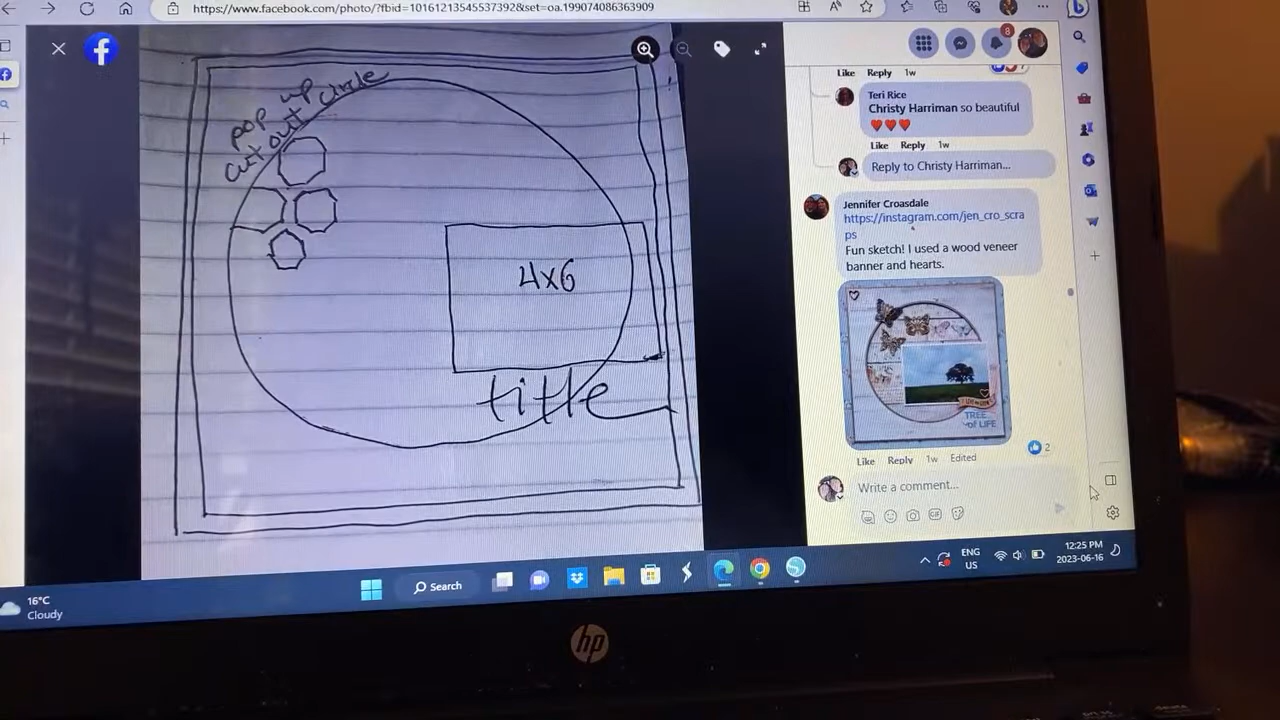 https://www.facebook.com/photo/?fbid=10161213545537392&set=oa.199074086363909
pop up
cut out circle
4x6
title
8
Like Reply 1w
Teri Rice
Christy Harriman so beautiful
❤️❤️❤️
Like Reply 1w
Reply to Christy Harriman...
Jennifer Croasdale
https://instagram.com/jen_cro_scra
ps
Fun sketch! I used a wood veneer
banner and hearts.
TREE
of LIFE
Like Reply 1w Edited
2
Write a comment...
GIF
16°C
Cloudy
Search
ENG
US
12:25 PM
2023-06-16
hp